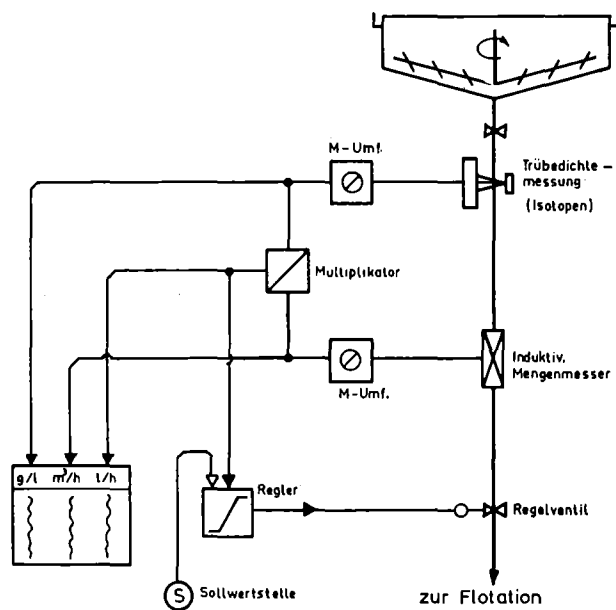 M-Umf.
Trübedichte-
messung
(Isotopen)
Multiplikator
Induktiv.
Mengenmesser
M-Umf.
g/l m³/h t/h
Regler
Regelventil
S Sollwertstelle
zur Flotation